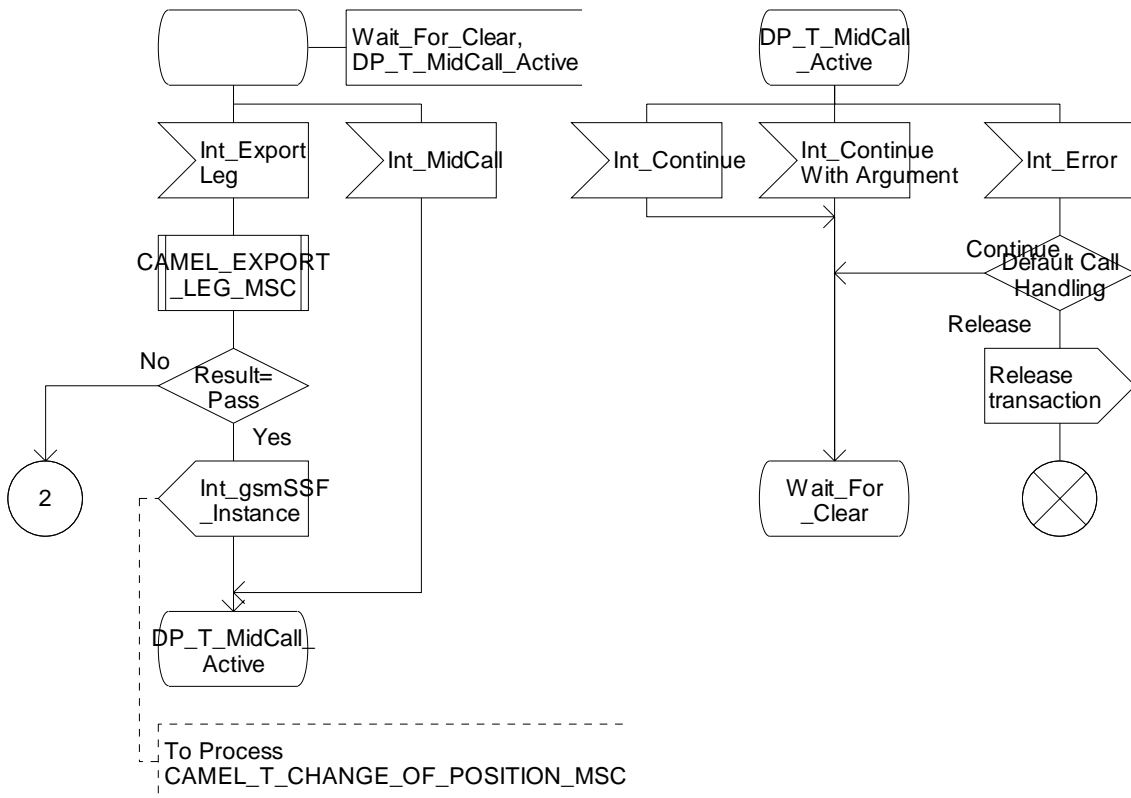 Wait_For_Clear,
DP_T_MidCall_Active
DP_T_MidCall
_Active
Int_Export
Leg
Int_MidCall
Int_Continue
Int_Continue
With Argument
Int_Error
CAMEL_EXPORT
_LEG_MSC
Continue
Default Call
Handling
Release
No
Result=
Pass
Yes
Release
transaction
2
Int_gsmSSF
_Instance
Wait_For
_Clear
DP_T_MidCall_
Active
To Process
CAMEL_T_CHANGE_OF_POSITION_MSC